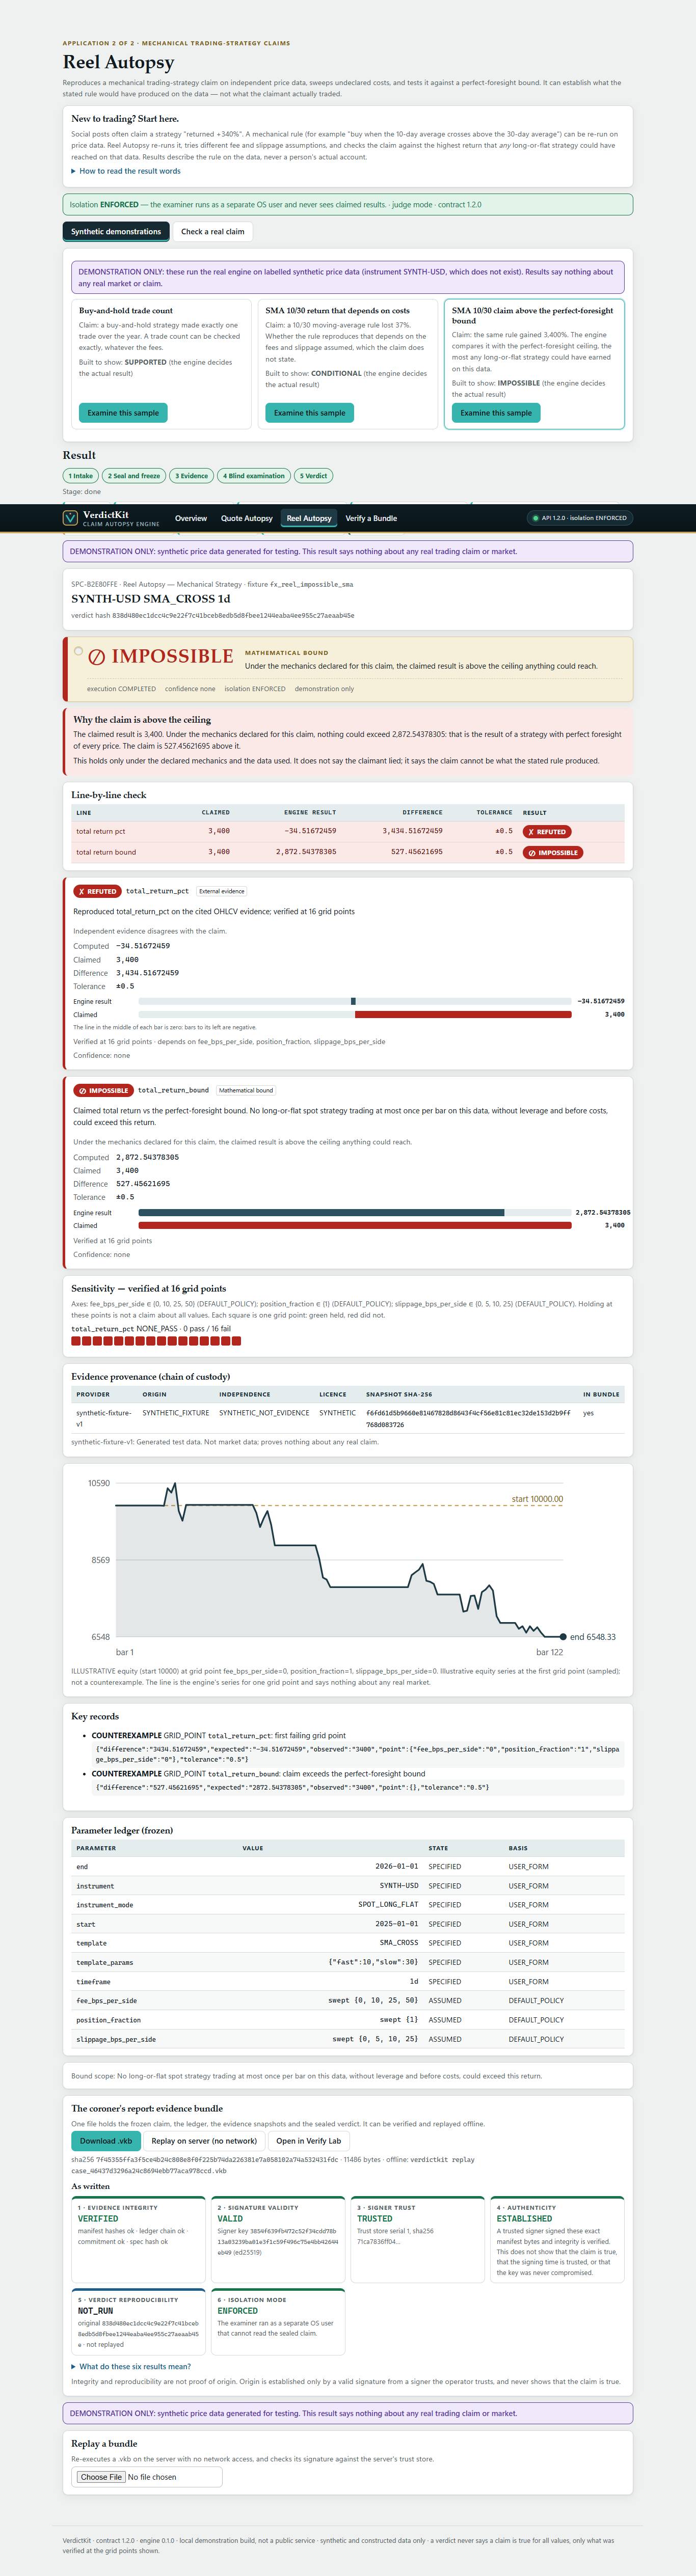 APPLICATION 2 OF 2 · MECHANICAL TRADING-STRATEGY CLAIMS
Reel Autopsy
Reproduces a mechanical trading-strategy claim on independent price data, sweeps undeclared costs, and tests it against a perfect-foresight bound. It can establish what the
stated rule would have produced on the data — not what the claimant actually traded.
New to trading? Start here.
Social posts often claim a strategy "returned +340%". A mechanical rule (for example "buy when the 10-day average crosses above the 30-day average") can be re-run on
price data. Reel Autopsy re-runs it, tries different fee and slippage assumptions, and checks the claim against the highest return that any long-or-flat strategy could have
reached on that data. Results describe the rule on the data, never a person's actual account.
▶ How to read the result words
Isolation ENFORCED — the examiner runs as a separate OS user and never sees claimed results. · judge mode · contract 1.2.0
Synthetic demonstrations
Check a real claim
DEMONSTRATION ONLY: these run the real engine on labelled synthetic price data (instrument SYNTH-USD, which does not exist). Results say nothing about
any real market or claim.
Buy-and-hold trade count
Claim: a buy-and-hold strategy made exactly one
trade over the year. A trade count can be checked
exactly, whatever the fees.
Built to show: SUPPORTED (the engine decides
the actual result)
Examine this sample
SMA 10/30 return that depends on costs
Claim: a 10/30 moving-average rule lost 37%.
Whether the rule reproduces that depends on the
fees and slippage assumed, which the claim does
not state.
Built to show: CONDITIONAL (the engine decides
the actual result)
Examine this sample
SMA 10/30 claim above the perfect-foresight
bound
Claim: the same rule gained 3,400%. The engine
compares it with the perfect-foresight ceiling, the
most any long-or-flat strategy could have earned
on this data.
Built to show: IMPOSSIBLE (the engine decides
the actual result)
Examine this sample
Result
1 Intake
2 Seal and freeze
3 Evidence
4 Blind examination
5 Verdict
Stage: done
VerdictKit
CLAIM AUTOPSY ENGINE
Overview
Quote Autopsy
Reel Autopsy
Verify a Bundle
API 1.2.0 · isolation ENFORCED
DEMONSTRATION ONLY: synthetic price data generated for testing. This result says nothing about any real trading claim or market.
SPC-B2E80FFE · Reel Autopsy — Mechanical Strategy · fixture fx_reel_impossible_sma
SYNTH-USD SMA_CROSS 1d
verdict hash 838d480ec1dcc4c9e22f7c41bceb8edb5d8fbee1244eaba4ee955c27aeaab45e
IMPOSSIBLE
MATHEMATICAL BOUND
Under the mechanics declared for this claim, the claimed result is above the ceiling anything could reach.
execution COMPLETED confidence none isolation ENFORCED demonstration only
Why the claim is above the ceiling
The claimed result is 3,400. Under the mechanics declared for this claim, nothing could exceed 2,872.54378305: that is the result of a strategy with perfect foresight
of every price. The claim is 527.45621695 above it.
This holds only under the declared mechanics and the data used. It does not say the claimant lied; it says the claim cannot be what the stated rule produced.
Line-by-line check
LINE CLAIMED ENGINE RESULT DIFFERENCE TOLERANCE RESULT
total return pct 3,400 −34.51672459 3,434.51672459 ±0.5 ✗ REFUTED
total return bound 3,400 2,872.54378305 527.45621695 ±0.5 IMPOSSIBLE
✗ REFUTED total_return_pct External evidence
Reproduced total_return_pct on the cited OHLCV evidence; verified at 16 grid points
Independent evidence disagrees with the claim.
Computed −34.51672459
Claimed 3,400
Difference 3,434.51672459
Tolerance ±0.5
Engine result −34.51672459
Claimed 3,400
The line in the middle of each bar is zero: bars to its left are negative.
Verified at 16 grid points · depends on fee_bps_per_side, position_fraction, slippage_bps_per_side
Confidence: none
IMPOSSIBLE total_return_bound Mathematical bound
Claimed total return vs the perfect-foresight bound. No long-or-flat spot strategy trading at most once per bar on this data, without leverage and before costs,
could exceed this return.
Under the mechanics declared for this claim, the claimed result is above the ceiling anything could reach.
Computed 2,872.54378305
Claimed 3,400
Difference 527.45621695
Tolerance ±0.5
Engine result 2,872.54378305
Claimed 3,400
Verified at 16 grid points
Confidence: none
Sensitivity — verified at 16 grid points
Axes: fee_bps_per_side ∈ {0, 10, 25, 50} (DEFAULT_POLICY); position_fraction ∈ {1} (DEFAULT_POLICY); slippage_bps_per_side ∈ {0, 5, 10, 25} (DEFAULT_POLICY). Holding at
these points is not a claim about all values. Each square is one grid point: green held, red did not.
total_return_pct NONE_PASS · 0 pass / 16 fail
Evidence provenance (chain of custody)
PROVIDER ORIGIN INDEPENDENCE LICENCE SNAPSHOT SHA-256 IN BUNDLE
synthetic-fixture-
v1
SYNTHETIC_FIXTURE SYNTHETIC_NOT_EVIDENCE SYNTHETIC
f6fd61d5b9660e81467828d8643f4cf56e81c81ec32de153d2b9ff
768d083726
yes
synthetic-fixture-v1: Generated test data. Not market data; proves nothing about any real claim.
10590
start 10000.00
8569
6548
end 6548.33
bar 1
bar 122
ILLUSTRATIVE equity (start 10000) at grid point fee_bps_per_side=0, position_fraction=1, slippage_bps_per_side=0. Illustrative equity series at the first grid point (sampled);
not a counterexample. The line is the engine's series for one grid point and says nothing about any real market.
Key records
• COUNTEREXAMPLE GRID_POINT total_return_pct: first failing grid point
{"difference":"3434.51672459","expected":"−34.51672459","observed":"3400","point":{"fee_bps_per_side":"0","position_fraction":"1","slippa
ge_bps_per_side":"0"},"tolerance":"0.5"}
• COUNTEREXAMPLE GRID_POINT total_return_bound: claim exceeds the perfect-foresight bound
{"difference":"527.45621695","expected":"2872.54378305","observed":"3400","point":{},"tolerance":"0.5"}
Parameter ledger (frozen)
PARAMETER VALUE STATE BASIS
end 2026-01-01 SPECIFIED USER_FORM
instrument SYNTH-USD SPECIFIED USER_FORM
instrument_mode SPOT_LONG_FLAT SPECIFIED USER_FORM
start 2025-01-01 SPECIFIED USER_FORM
template SMA_CROSS SPECIFIED USER_FORM
template_params {"fast":10,"slow":30} SPECIFIED USER_FORM
timeframe 1d SPECIFIED USER_FORM
fee_bps_per_side swept {0, 10, 25, 50} ASSUMED DEFAULT_POLICY
position_fraction swept {1} ASSUMED DEFAULT_POLICY
slippage_bps_per_side swept {0, 5, 10, 25} ASSUMED DEFAULT_POLICY
Bound scope: No long-or-flat spot strategy trading at most once per bar on this data, without leverage and before costs, could exceed this return.
The coroner's report: evidence bundle
One file holds the frozen claim, the ledger, the evidence snapshots and the sealed verdict. It can be verified and replayed offline.
Download .vkb
Replay on server (no network)
Open in Verify Lab
sha256 7f45355ffa3f5ce4b24c800e8f0f225b74da226381e7a058102a74a532431fdc · 11486 bytes · offline: verdictkit replay
case_46437d3296a24c8694ebb77aca978ccd.vkb
As written
1 · EVIDENCE INTEGRITY
VERIFIED
manifest hashes ok · ledger chain ok ·
commitment ok · spec hash ok
2 · SIGNATURE VALIDITY
VALID
Signer key 3854f639fb472c52f34cdd78b
13a03239ba01e3f1c59f496c75e4bb42644
eb49 (ed25519)
3 · SIGNER TRUST
TRUSTED
Trust store serial 1, sha256
71ca7836ff04...
4 · AUTHENTICITY
ESTABLISHED
A trusted signer signed these exact
manifest bytes and integrity is verified.
This does not show that the claim is true,
that the signing time is trusted, or that
the key was never compromised.
5 · VERDICT REPRODUCIBILITY
NOT_RUN
original 838d480ec1dcc4c9e22f7c41bceb
8edb5d8fbee1244eaba4ee955c27aeaab45
e · not replayed
6 · ISOLATION MODE
ENFORCED
The examiner ran as a separate OS user
that cannot read the sealed claim.
▶ What do these six results mean?
Integrity and reproducibility are not proof of origin. Origin is established only by a valid signature from a signer the operator trusts, and never shows that the claim is true.
DEMONSTRATION ONLY: synthetic price data generated for testing. This result says nothing about any real trading claim or market.
Replay a bundle
Re-executes a .vkb on the server with no network access, and checks its signature against the server's trust store.
Choose File No file chosen
VerdictKit · contract 1.2.0 · engine 0.1.0 · local demonstration build, not a public service · synthetic and constructed data only · a verdict never says a claim is true for all values, only what was
verified at the grid points shown.